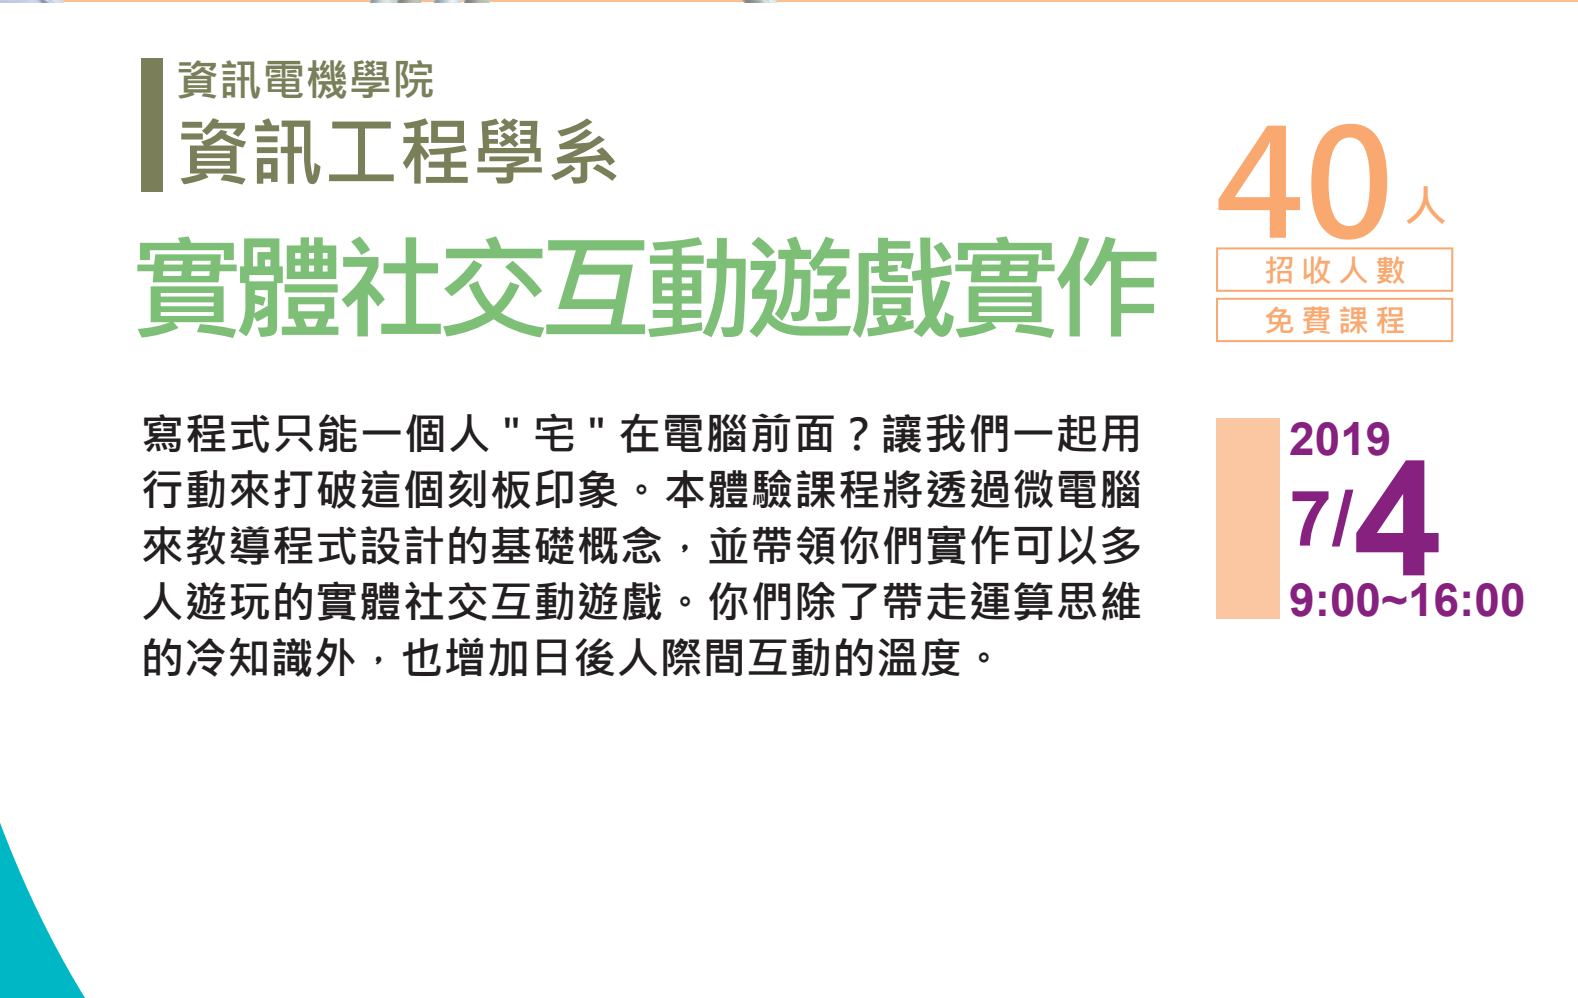 資訊電機學院
資訊工程學系
實體社交互動遊戲實作
40人
招收人數
免費課程
寫程式只能一個人"宅"在電腦前面？讓我們一起用
行動來打破這個刻板印象。本體驗課程將透過微電腦
來教導程式設計的基礎概念，並帶領你們實作可以多
人遊玩的實體社交互動遊戲。你們除了帶走運算思維
的冷知識外，也增加日後人際間互動的溫度。
2019
7/4
9:00~16:00